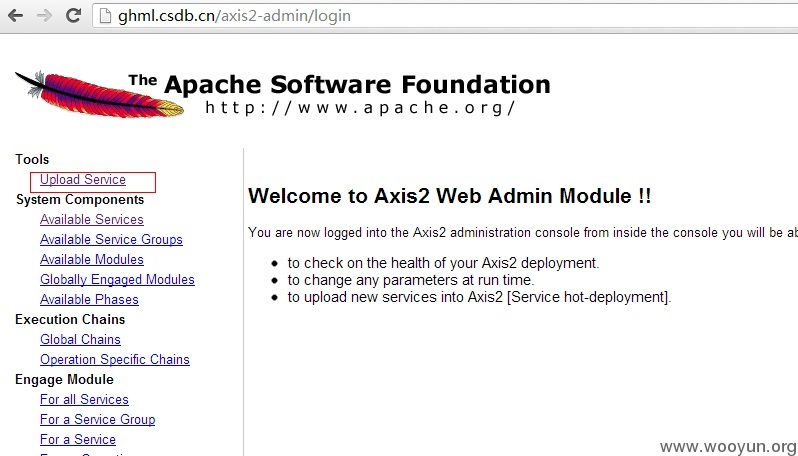 ghml.csdb.cn/axis2-admin/login
The Apache Software Foundation
http://www.apache.org/
Tools
Upload Service
System Components
Available Services
Available Service Groups
Available Modules
Globally Engaged Modules
Available Phases
Execution Chains
Global Chains
Operation Specific Chains
Engage Module
For all Services
For a Service Group
For a Service
Welcome to Axis2 Web Admin Module !!
You are now logged into the Axis2 administration console from inside the console you will be ab
to check on the health of your Axis2 deployment.
to change any parameters at run time.
to upload new services into Axis2 [Service hot-deployment].
www.wooyun.org